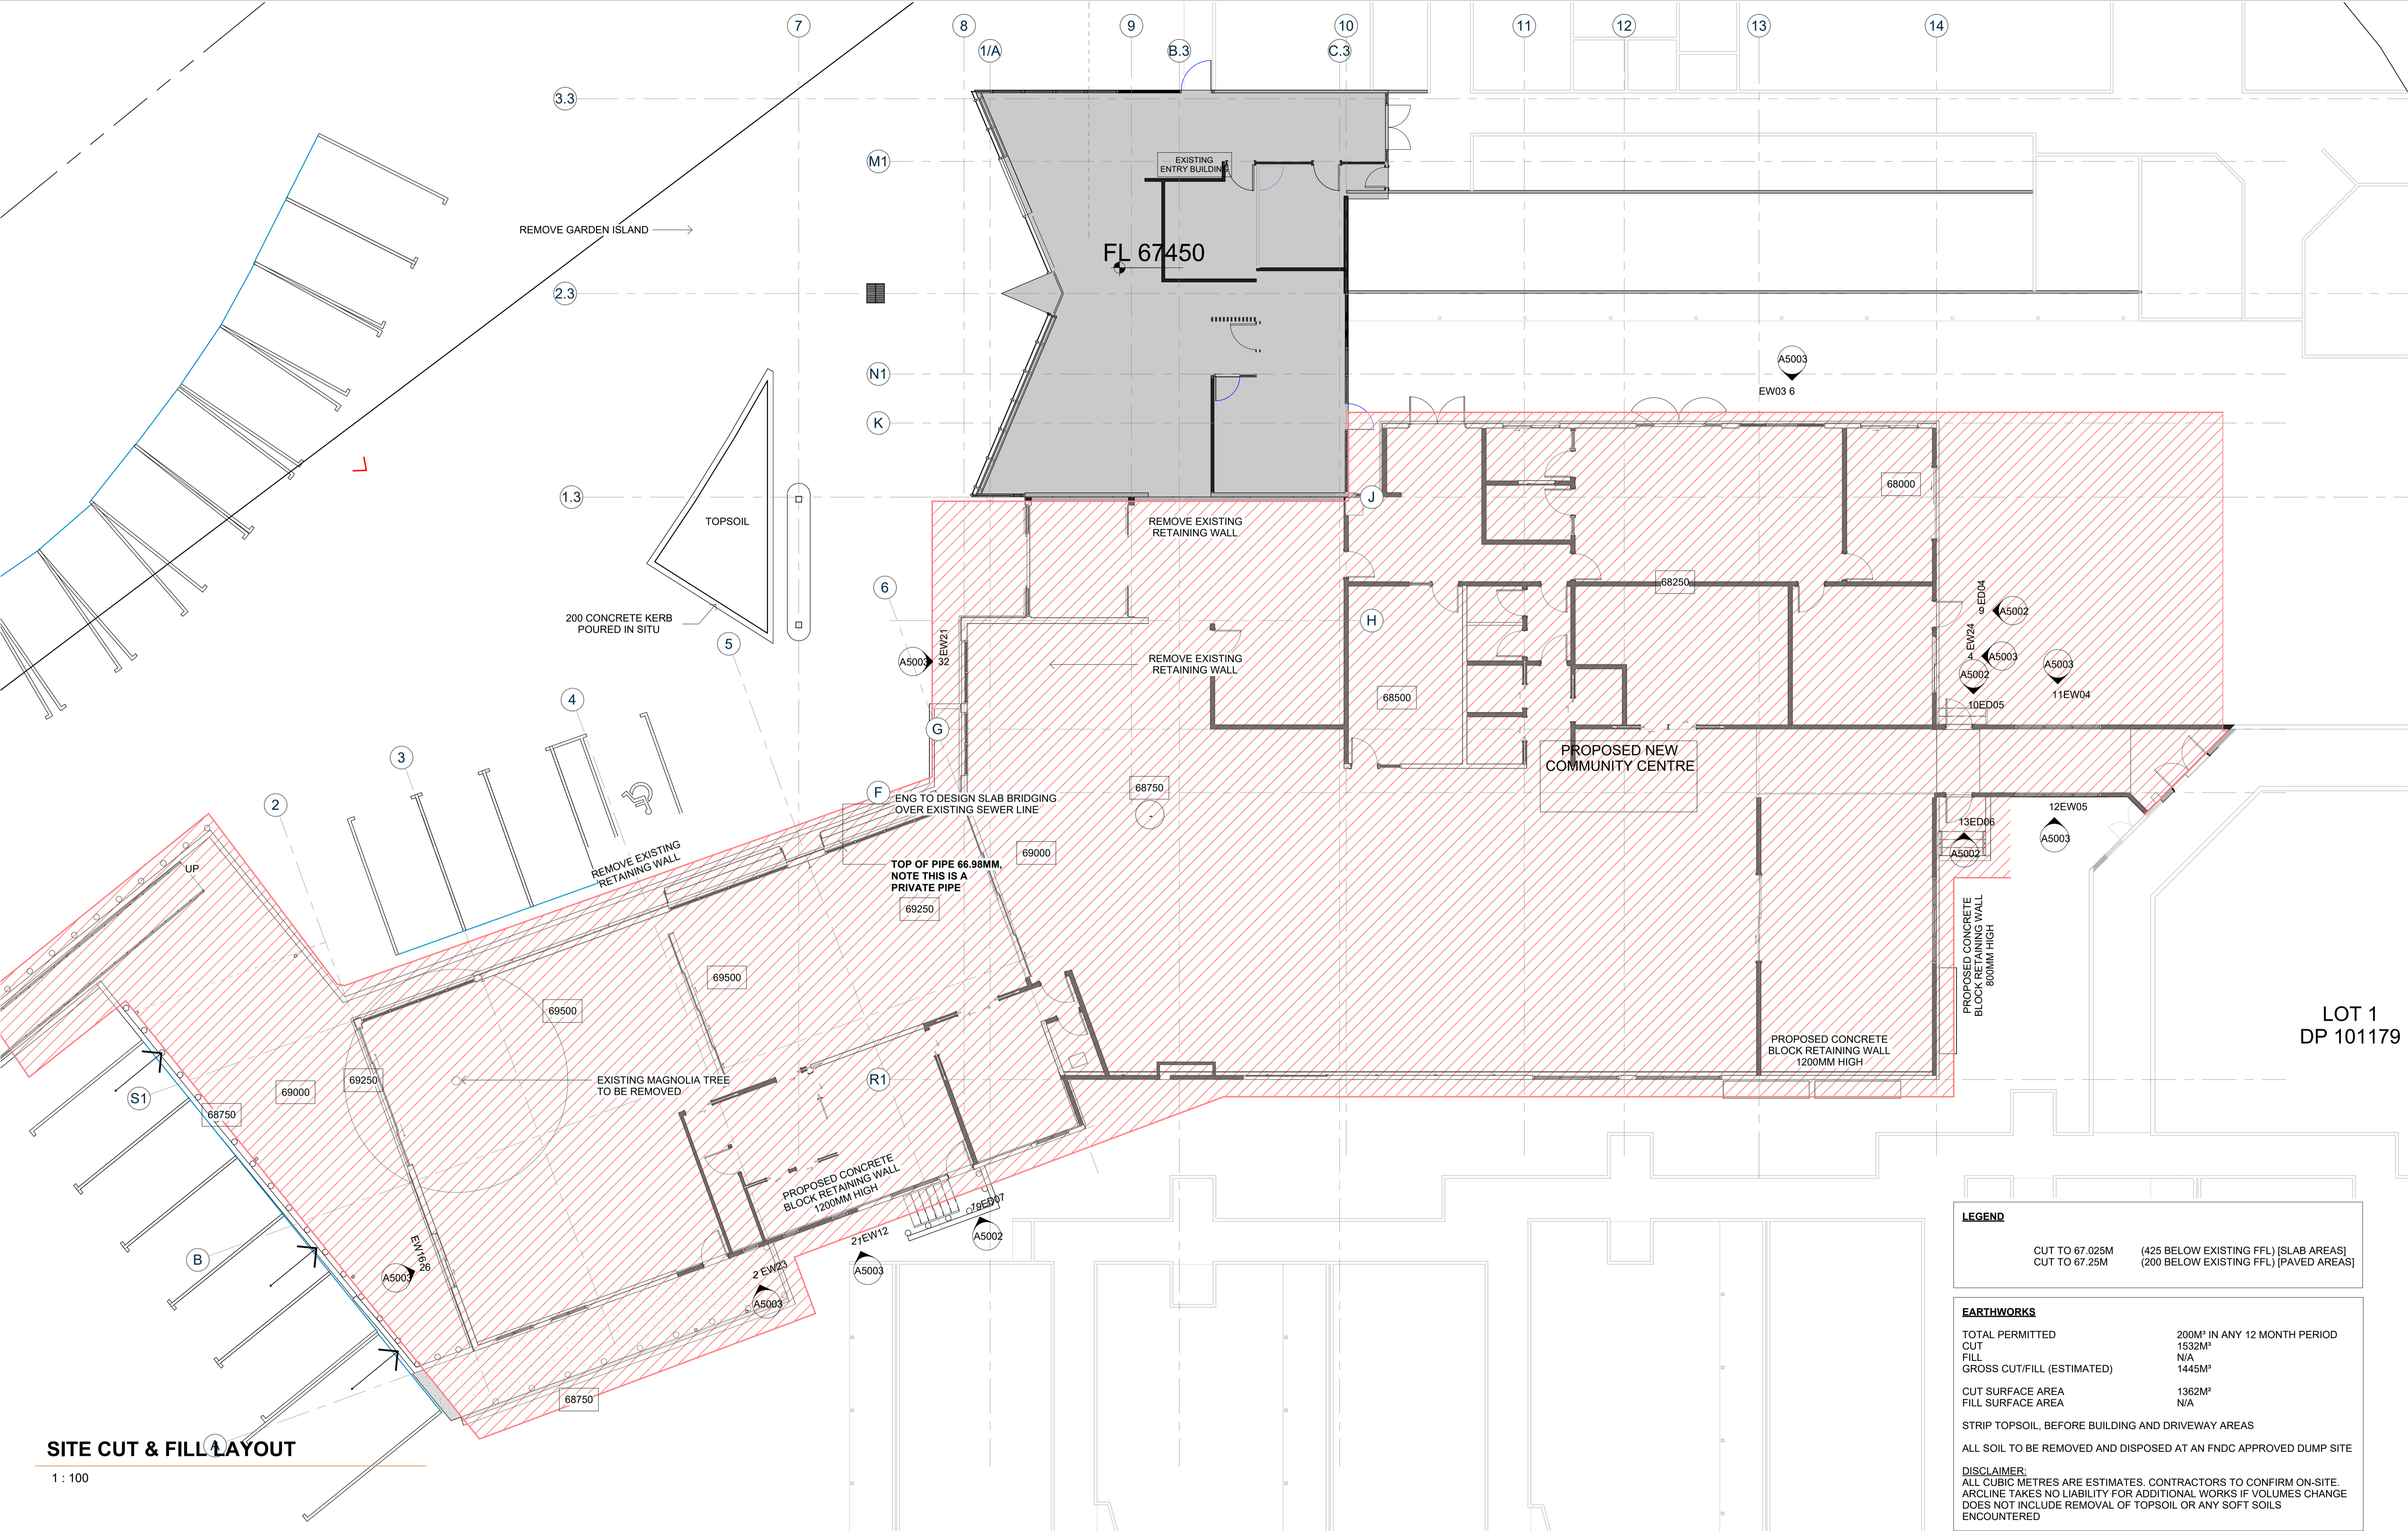 7
8
9
10
11
12
13
14
1/A
B.3
C.3
3.3
M1
EXISTING
ENTRY BUILDING
REMOVE GARDEN ISLAND
FL 67450
2.3
N1
A5003
EW03 6
K
68000
1.3
J
TOPSOIL
REMOVE EXISTING
RETAINING WALL
68250
6
ED04
9
A5002
200 CONCRETE KERB
POURED IN SITU
H
5
EW21
32
A5003
REMOVE EXISTING
RETAINING WALL
EW24
4
A5003
A5002
A5003
11EW04
10ED05
4
68500
G
3
PROPOSED NEW
COMMUNITY CENTRE
2
F
ENG TO DESIGN SLAB BRIDGING
OVER EXISTING SEWER LINE
68750
-
12EW05
13ED06
A5003
A5002
REMOVE EXISTING
RETAINING WALL
69000
UP
TOP OF PIPE 66.98MM,
NOTE THIS IS A
PRIVATE PIPE
69250
PROPOSED CONCRETE
BLOCK RETAINING WALL
800MM HIGH
69500
69500
LOT 1
DP 101179
PROPOSED CONCRETE
BLOCK RETAINING WALL
1200MM HIGH
EXISTING MAGNOLIA TREE
TO BE REMOVED
R1
69250
69000
S1
68750
PROPOSED CONCRETE
BLOCK RETAINING WALL
1200MM HIGH
19ED07
A5002
21EW12
A5003
B
EW16
26
A5003
2 EW23
A5003
68750
A
SITE CUT & FILL LAYOUT
1 : 100
LEGEND
CUT TO 67.025M (425 BELOW EXISTING FFL) [SLAB AREAS]
CUT TO 67.25M (200 BELOW EXISTING FFL) [PAVED AREAS]
EARTHWORKS
TOTAL PERMITTED 200M³ IN ANY 12 MONTH PERIOD
CUT 1532M³
FILL N/A
GROSS CUT/FILL (ESTIMATED) 1445M³
CUT SURFACE AREA 1362M²
FILL SURFACE AREA N/A
STRIP TOPSOIL, BEFORE BUILDING AND DRIVEWAY AREAS
ALL SOIL TO BE REMOVED AND DISPOSED AT AN FNDC APPROVED DUMP SITE
DISCLAIMER:
ALL CUBIC METRES ARE ESTIMATES. CONTRACTORS TO CONFIRM ON-SITE.
ARCLINE TAKES NO LIABILITY FOR ADDITIONAL WORKS IF VOLUMES CHANGE
DOES NOT INCLUDE REMOVAL OF TOPSOIL OR ANY SOFT SOILS
ENCOUNTERED